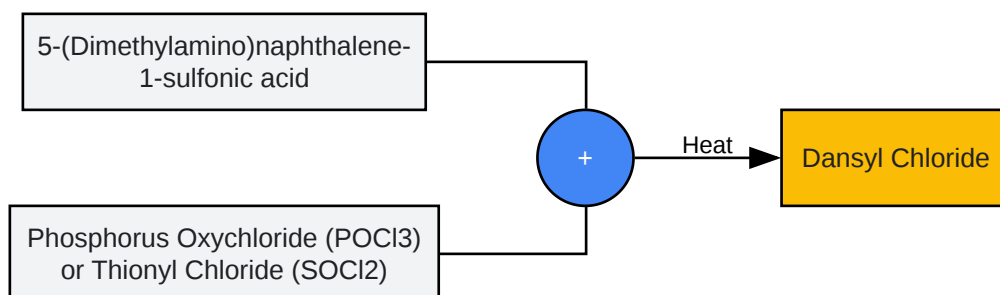 5-(Dimethylamino)naphthalene-
1-sulfonic acid
+
Heat
Dansyl Chloride
Phosphorus Oxychloride (POCl3)
or Thionyl Chloride (SOCl2)